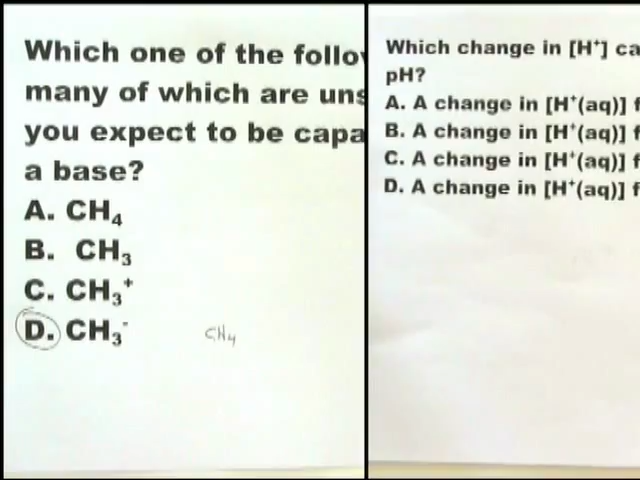 Which one of the follow
many of which are uns
you expect to be capa
a base?
A. CH₄
B. CH₃
C. CH₃⁺
D. CH₃⁻
CH₄
Which change in [H⁺] ca
pH?
A. A change in [H⁺(aq)] f
B. A change in [H⁺(aq)] f
C. A change in [H⁺(aq)] f
D. A change in [H⁺(aq)] f